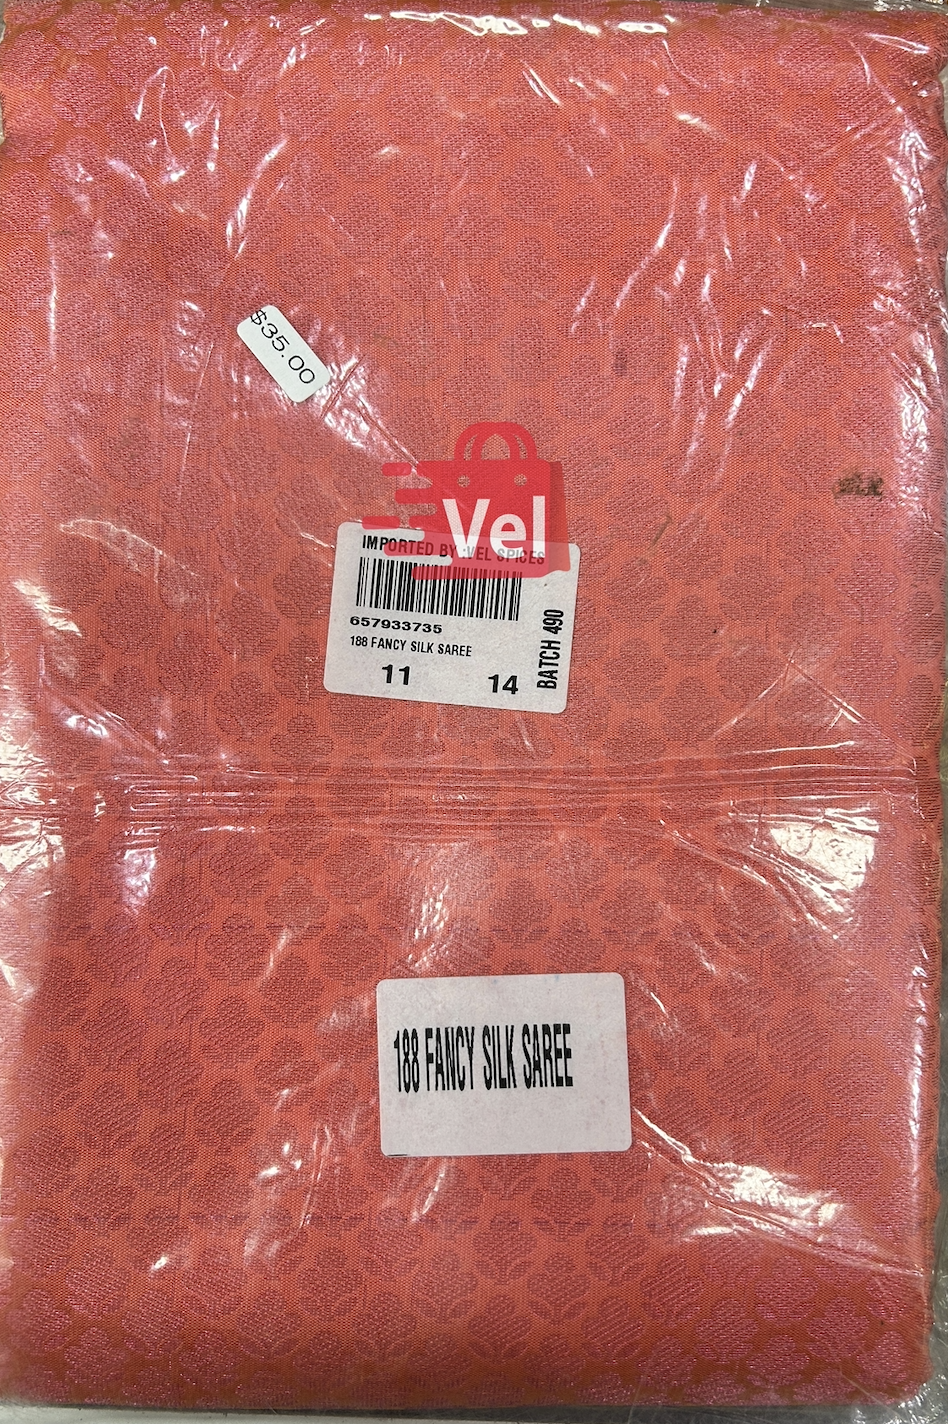 $35.00
Vel
IMPORTED BY :VEL SPICES
657933735
188 FANCY SILK SAREE
11 14
BATCH 490
188 FANCY SILK SAREE